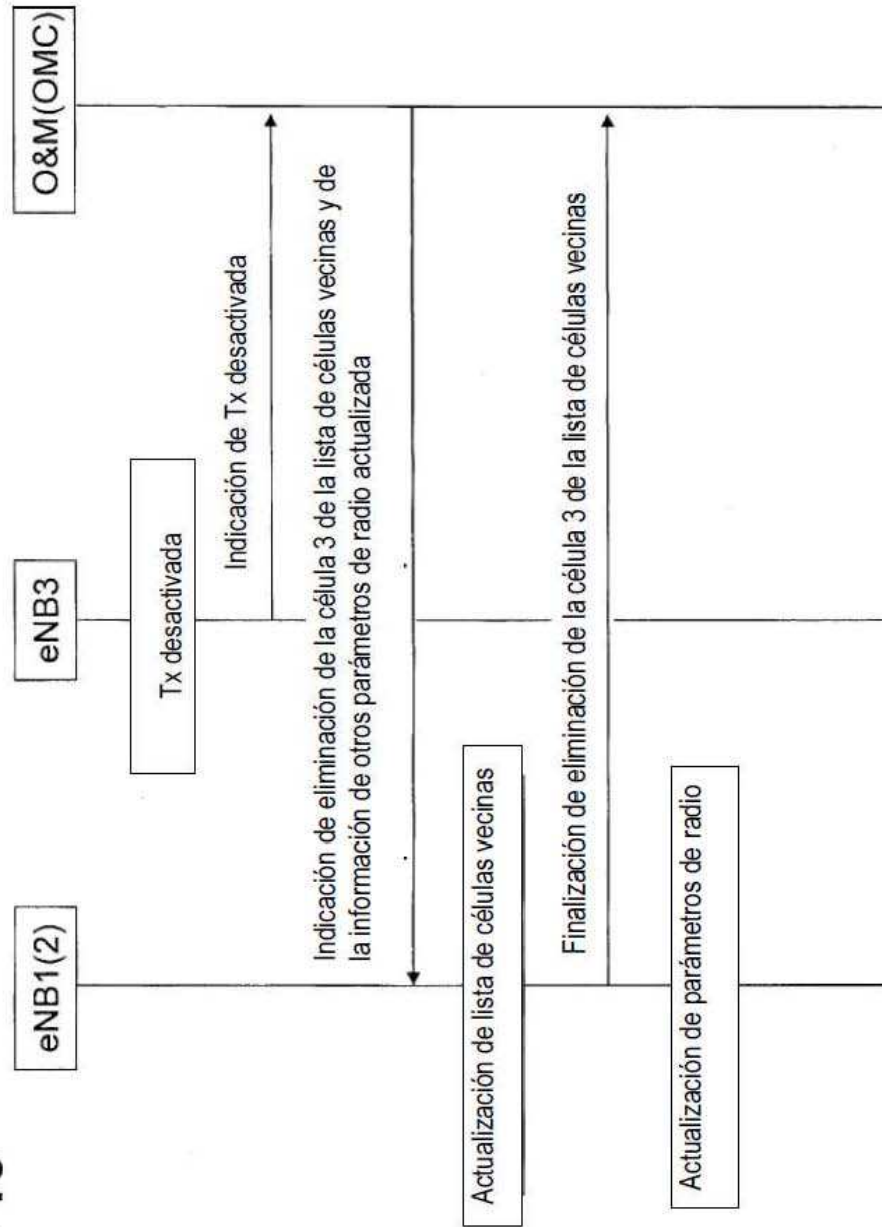 eNB1(2)
eNB3
O&M(OMC)
Tx desactivada
Indicación de Tx desactivada
Indicación de eliminación de la célula 3 de la lista de células vecinas y de
la información de otros parámetros de radio actualizada
Actualización de lista de células vecinas
Finalización de eliminación de la célula 3 de la lista de células vecinas
Actualización de parámetros de radio